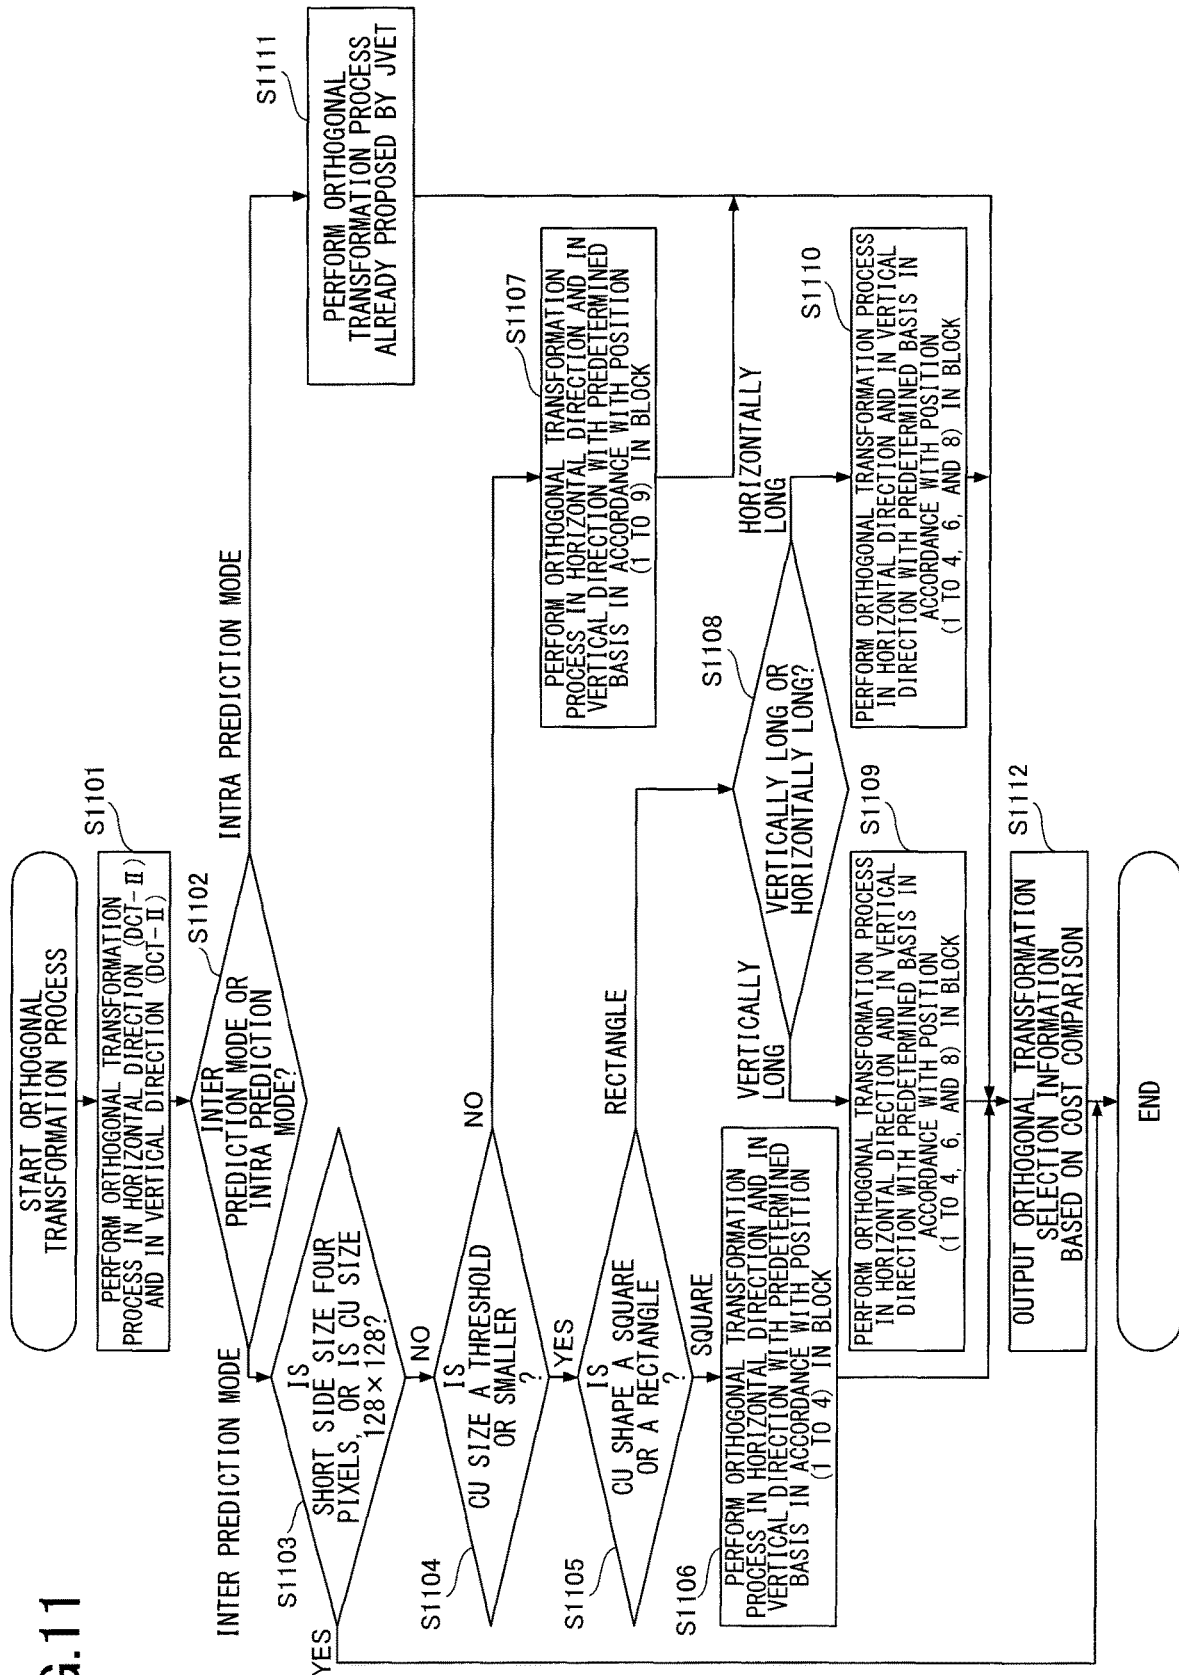 G.11
START ORTHOGONAL
TRANSFORMATION PROCESS
S1101
PERFORM ORTHOGONAL TRANSFORMATION
PROCESS IN HORIZONTAL DIRECTION (DCT-II)
AND IN VERTICAL DIRECTION (DCT-II)
S1102
INTER
PREDICTION MODE OR
INTRA PREDICTION
MODE?
INTER PREDICTION MODE
INTRA PREDICTION MODE
S1111
PERFORM ORTHOGONAL
TRANSFORMATION PROCESS
ALREADY PROPOSED BY JVET
S1103
IS
SHORT SIDE SIZE FOUR
PIXELS, OR IS CU SIZE
128×128?
YES
NO
S1104
IS
CU SIZE A THRESHOLD
OR SMALLER
?
NO
YES
S1107
PERFORM ORTHOGONAL TRANSFORMATION
PROCESS IN HORIZONTAL DIRECTION AND IN
VERTICAL DIRECTION WITH PREDETERMINED
BASIS IN ACCORDANCE WITH POSITION
(1 TO 9) IN BLOCK
S1105
IS
CU SHAPE A SQUARE
OR A RECTANGLE
?
SQUARE
RECTANGLE
S1106
PERFORM ORTHOGONAL TRANSFORMATION
PROCESS IN HORIZONTAL DIRECTION AND IN
VERTICAL DIRECTION WITH PREDETERMINED
BASIS IN ACCORDANCE WITH POSITION
(1 TO 4) IN BLOCK
S1108
VERTICALLY LONG OR
HORIZONTALLY LONG?
VERTICALLY
LONG
HORIZONTALLY
LONG
S1109
PERFORM ORTHOGONAL TRANSFORMATION PROCESS
IN HORIZONTAL DIRECTION AND IN VERTICAL
DIRECTION WITH PREDETERMINED BASIS IN
ACCORDANCE WITH POSITION
(1 TO 4, 6, AND 8) IN BLOCK
S1110
PERFORM ORTHOGONAL TRANSFORMATION PROCESS
IN HORIZONTAL DIRECTION AND IN VERTICAL
DIRECTION WITH PREDETERMINED BASIS IN
ACCORDANCE WITH POSITION
(1 TO 4, 6, AND 8) IN BLOCK
S1112
OUTPUT ORTHOGONAL TRANSFORMATION
SELECTION INFORMATION
BASED ON COST COMPARISON
END